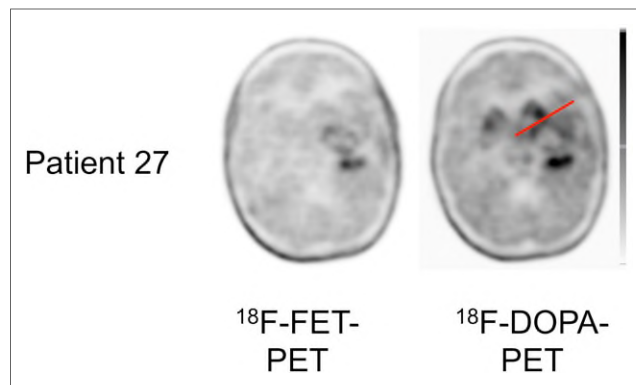 Patient 27
¹⁸F-FET-
PET
¹⁸F-DOPA-
PET